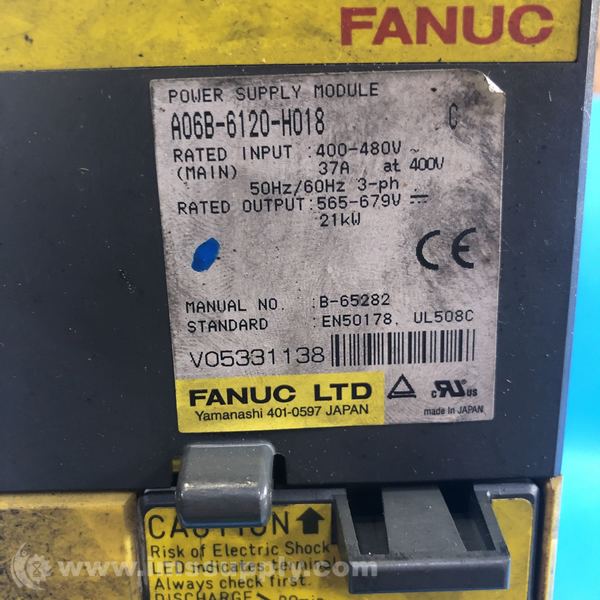 FANUC
POWER SUPPLY MODULE
A06B-6120-H018 C
RATED INPUT :400-480V ~
(MAIN) 37A at 400V
50Hz/60Hz 3-ph
RATED OUTPUT:565-679V ⎓
21kW
CE
MANUAL NO. :B-65282
STANDARD :EN50178, UL508C
V05331138
FANUC LTD
Yamanashi 401-0597 JAPAN
c RU us
made in JAPAN
CAUTION
Risk of Electric Shock
LED indicates
Always check first.
DISCHARGE >